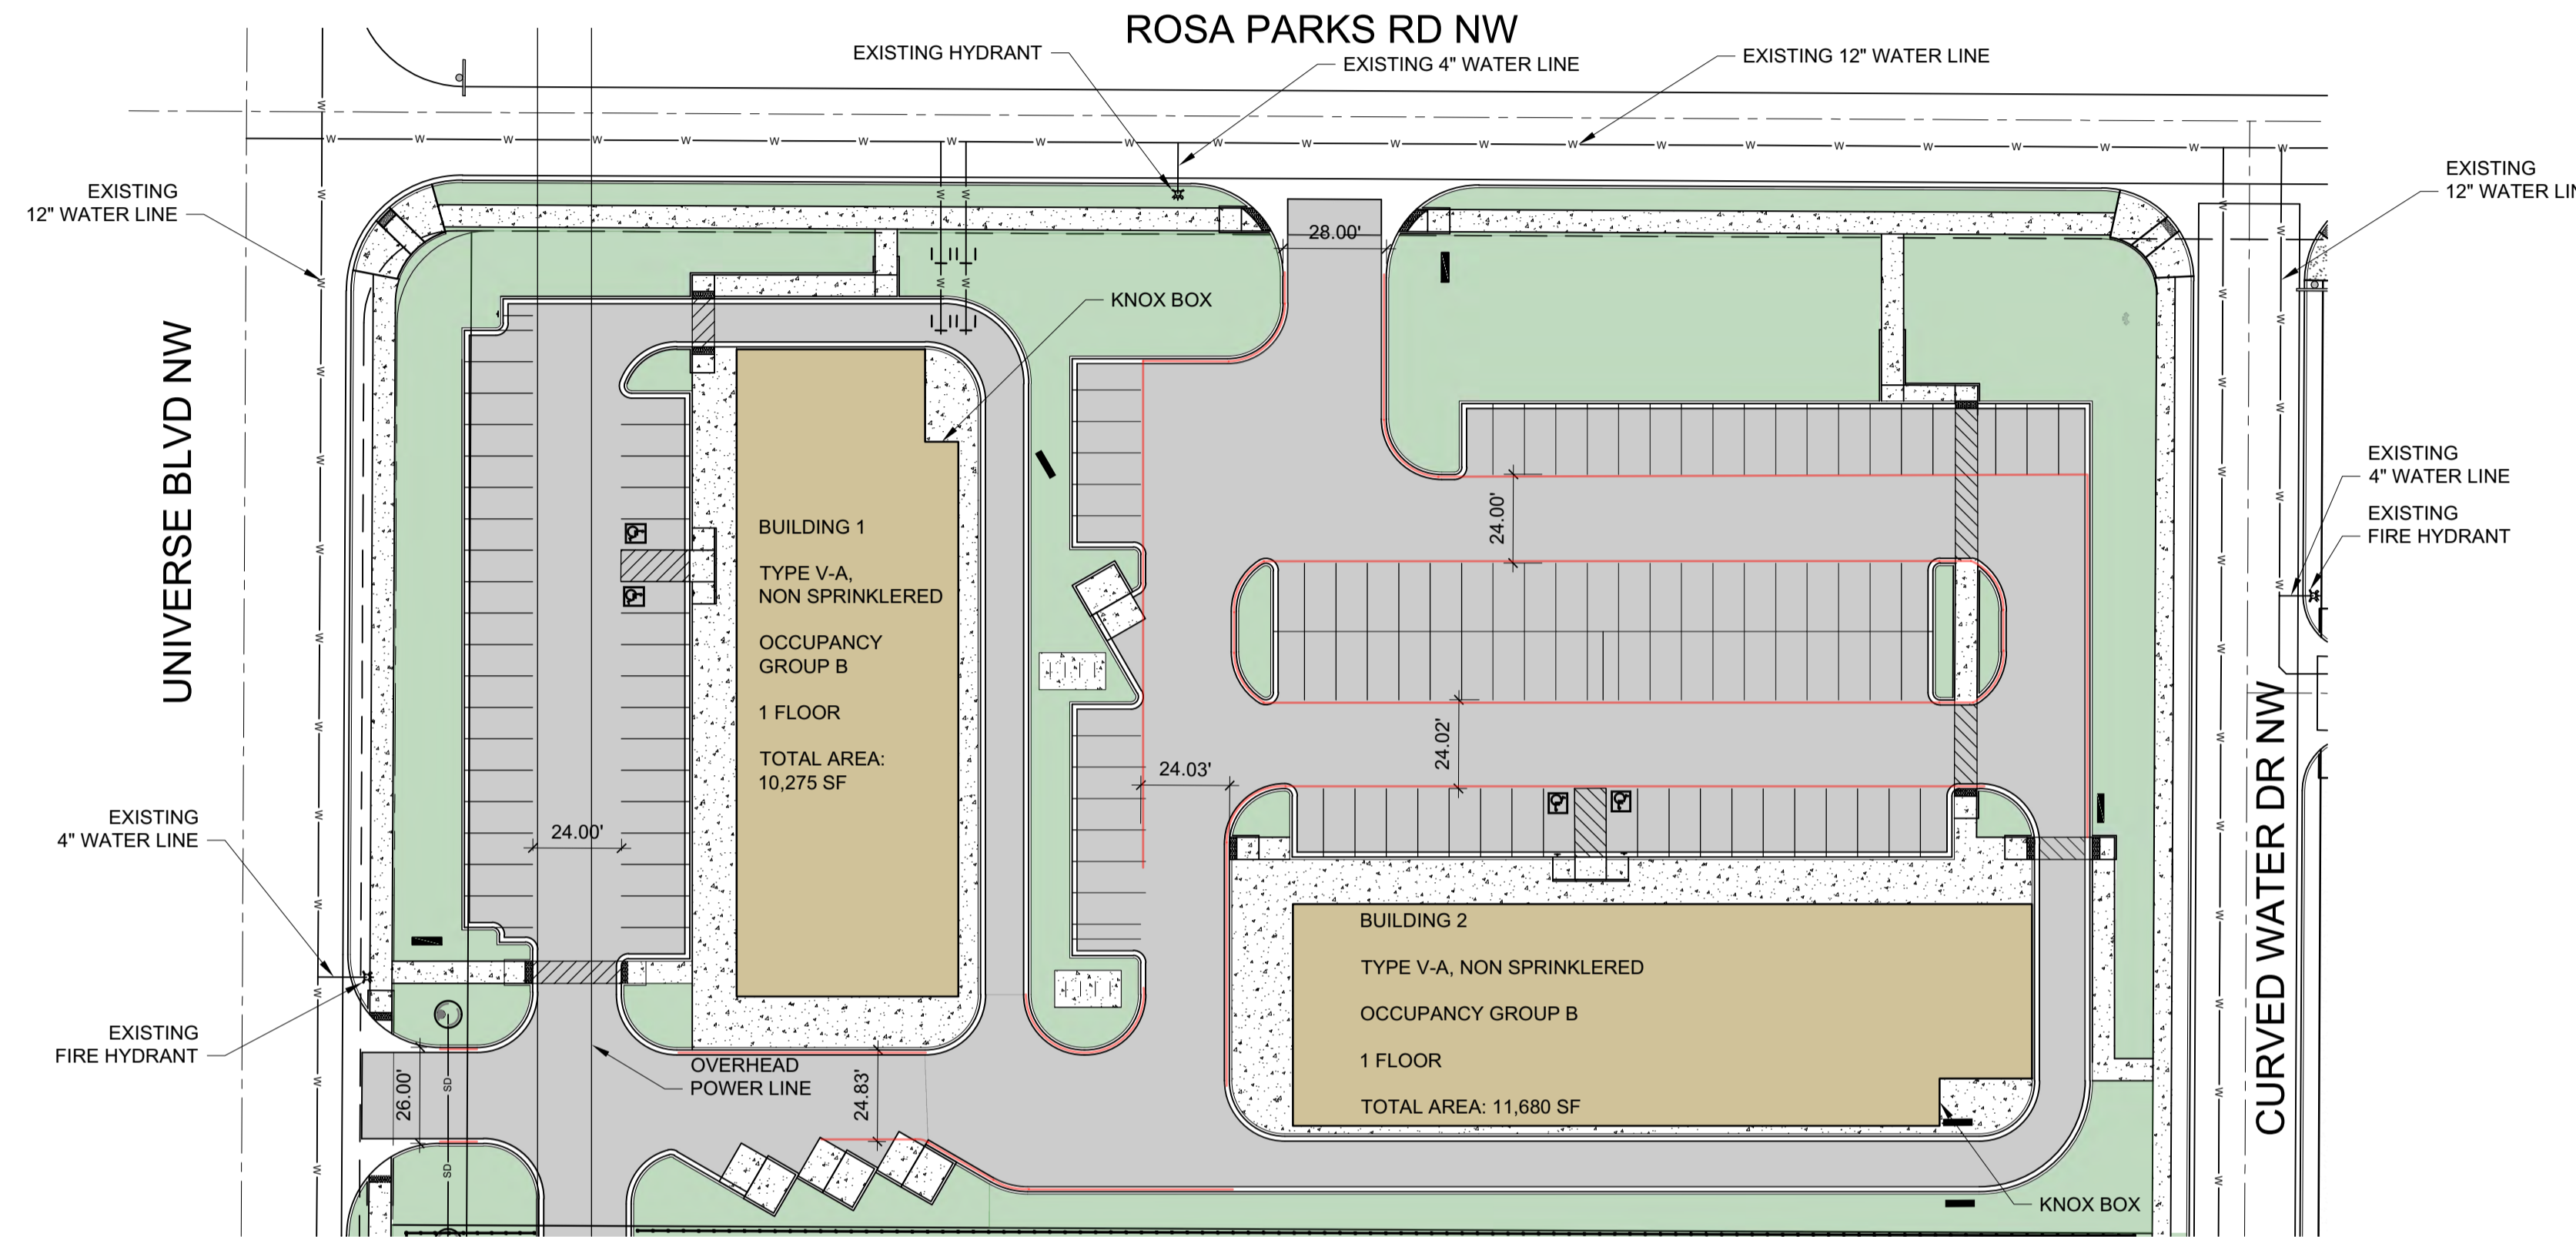 ROSA PARKS RD NW
EXISTING HYDRANT
EXISTING 4" WATER LINE
EXISTING 12" WATER LINE
EXISTING
12" WATER LINE
EXISTING
12" WATER LI
28.00'
KNOX BOX
UNIVERSE BLVD NW
24.00'
EXISTING
4" WATER LINE
EXISTING
FIRE HYDRANT
BUILDING 1
TYPE V-A,
NON SPRINKLERED
OCCUPANCY
GROUP B
1 FLOOR
TOTAL AREA:
10,275 SF
24.02'
24.03'
24.00'
EXISTING
4" WATER LINE
EXISTING
FIRE HYDRANT
CURVED WATER DR NW
BUILDING 2
TYPE V-A, NON SPRINKLERED
OCCUPANCY GROUP B
1 FLOOR
TOTAL AREA: 11,680 SF
OVERHEAD
POWER LINE
26.00'
SD
SD
24.83'
KNOX BOX